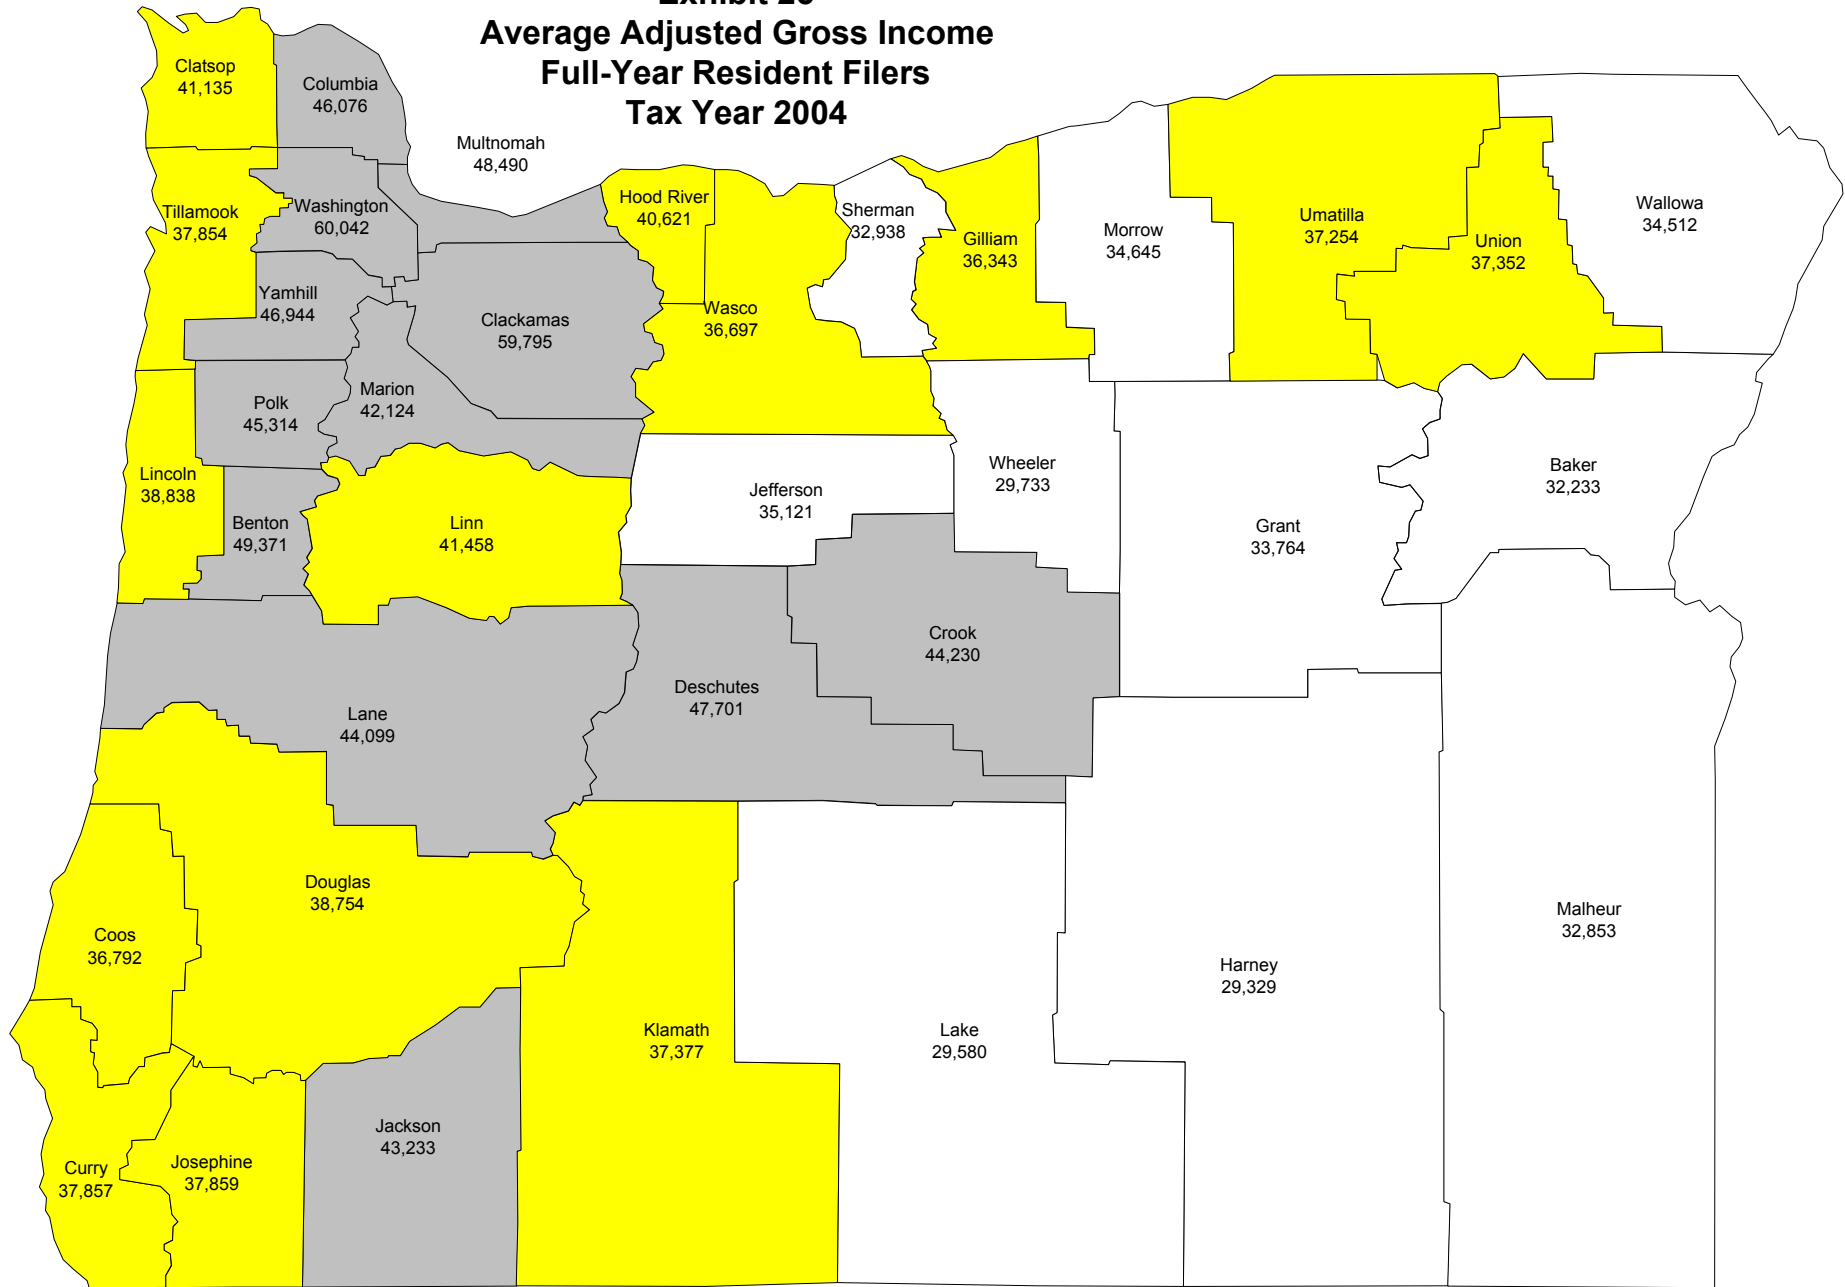 Exhibit 26
Average Adjusted Gross Income
Full-Year Resident Filers
Tax Year 2004
Clatsop
41,135
Columbia
46,076
Multnomah
48,490
Tillamook
37,854
Washington
60,042
Hood River
40,621
Sherman
32,938
Gilliam
36,343
Morrow
34,645
Umatilla
37,254
Union
37,352
Wallowa
34,512
Yamhill
46,944
Clackamas
59,795
Wasco
36,697
Polk
45,314
Marion
42,124
Lincoln
38,838
Benton
49,371
Linn
41,458
Jefferson
35,121
Wheeler
29,733
Grant
33,764
Baker
32,233
Lane
44,099
Deschutes
47,701
Crook
44,230
Douglas
38,754
Coos
36,792
Klamath
37,377
Lake
29,580
Harney
29,329
Malheur
32,853
Curry
37,857
Josephine
37,859
Jackson
43,233